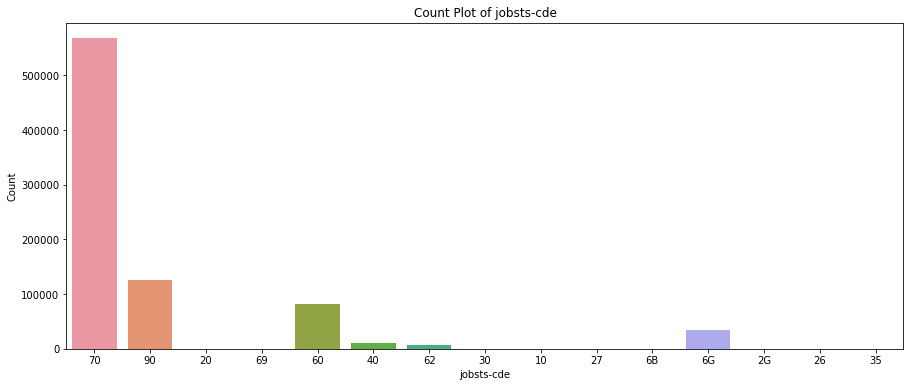 Count Plot of jobsts-cde
500000
400000
300000
200000
100000
0
Count
70 90 20 69 60 40 62 30 10 27 6B 6G 2G 26 35
jobsts-cde